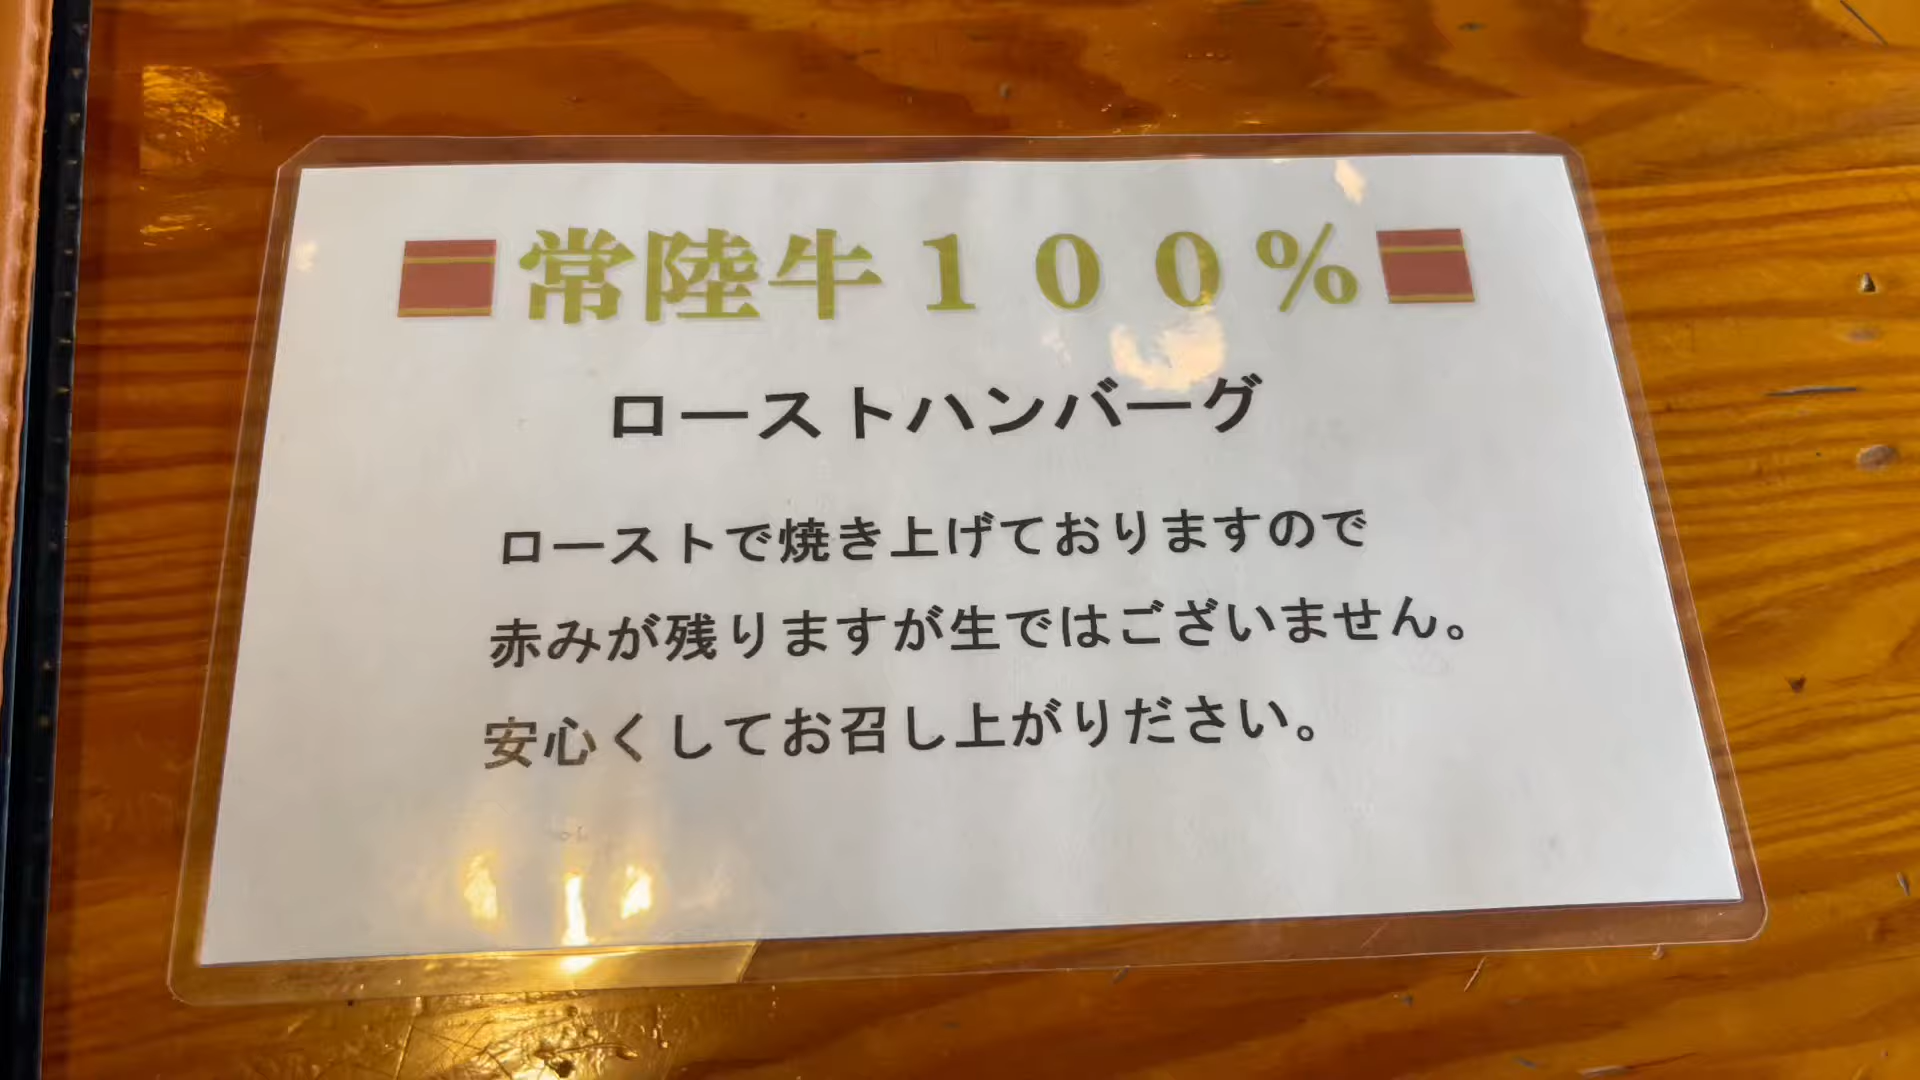 常陸牛１００％
ローストハンバーグ
ローストで焼き上げておりますので
赤みが残りますが生ではございません。
安心くしてお召し上がりださい。